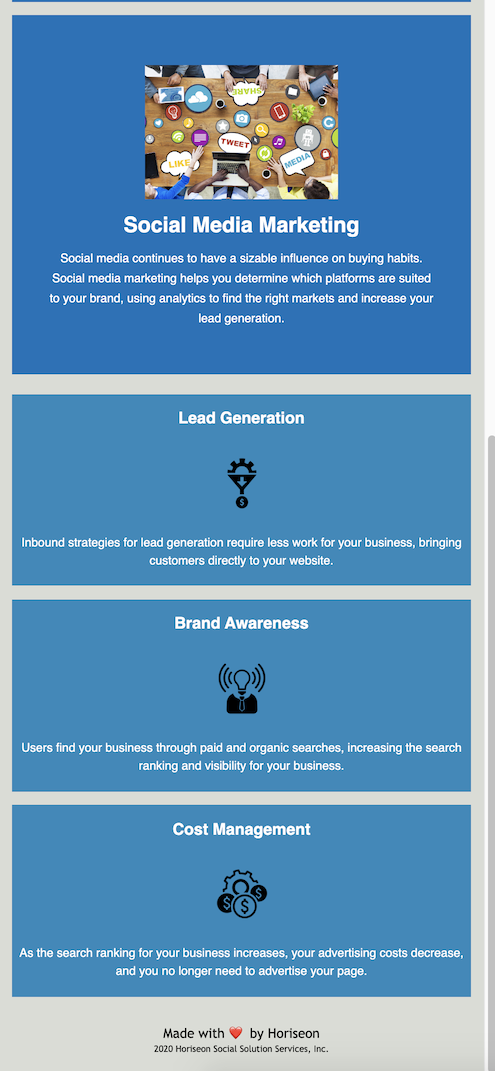 SHARE
TWEET
LIKE
MEDIA
Social Media Marketing
Social media continues to have a sizable influence on buying habits.
Social media marketing helps you determine which platforms are suited
to your brand, using analytics to find the right markets and increase your
lead generation.
Lead Generation
$
Inbound strategies for lead generation require less work for your business, bringing
customers directly to your website.
Brand Awareness
Users find your business through paid and organic searches, increasing the search
ranking and visibility for your business.
Cost Management
$ $ $
As the search ranking for your business increases, your advertising costs decrease,
and you no longer need to advertise your page.
Made with ❤️ by Horiseon
2020 Horiseon Social Solution Services, Inc.